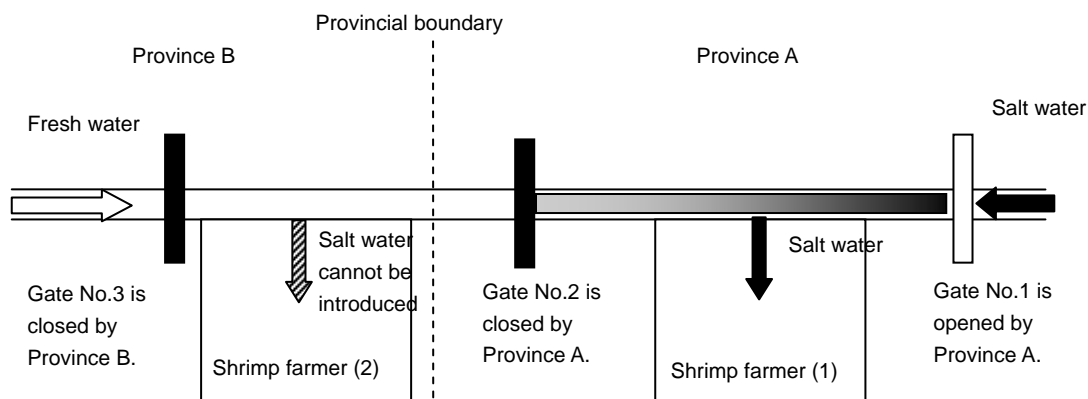 Provincial boundary
Province B
Province A
Fresh water
Salt water
Salt water
cannot be
introduced
Salt water
Gate No.3 is
closed by
Province B.
Shrimp farmer (2)
Gate No.2 is
closed by
Province A.
Shrimp farmer (1)
Gate No.1 is
opened by
Province A.